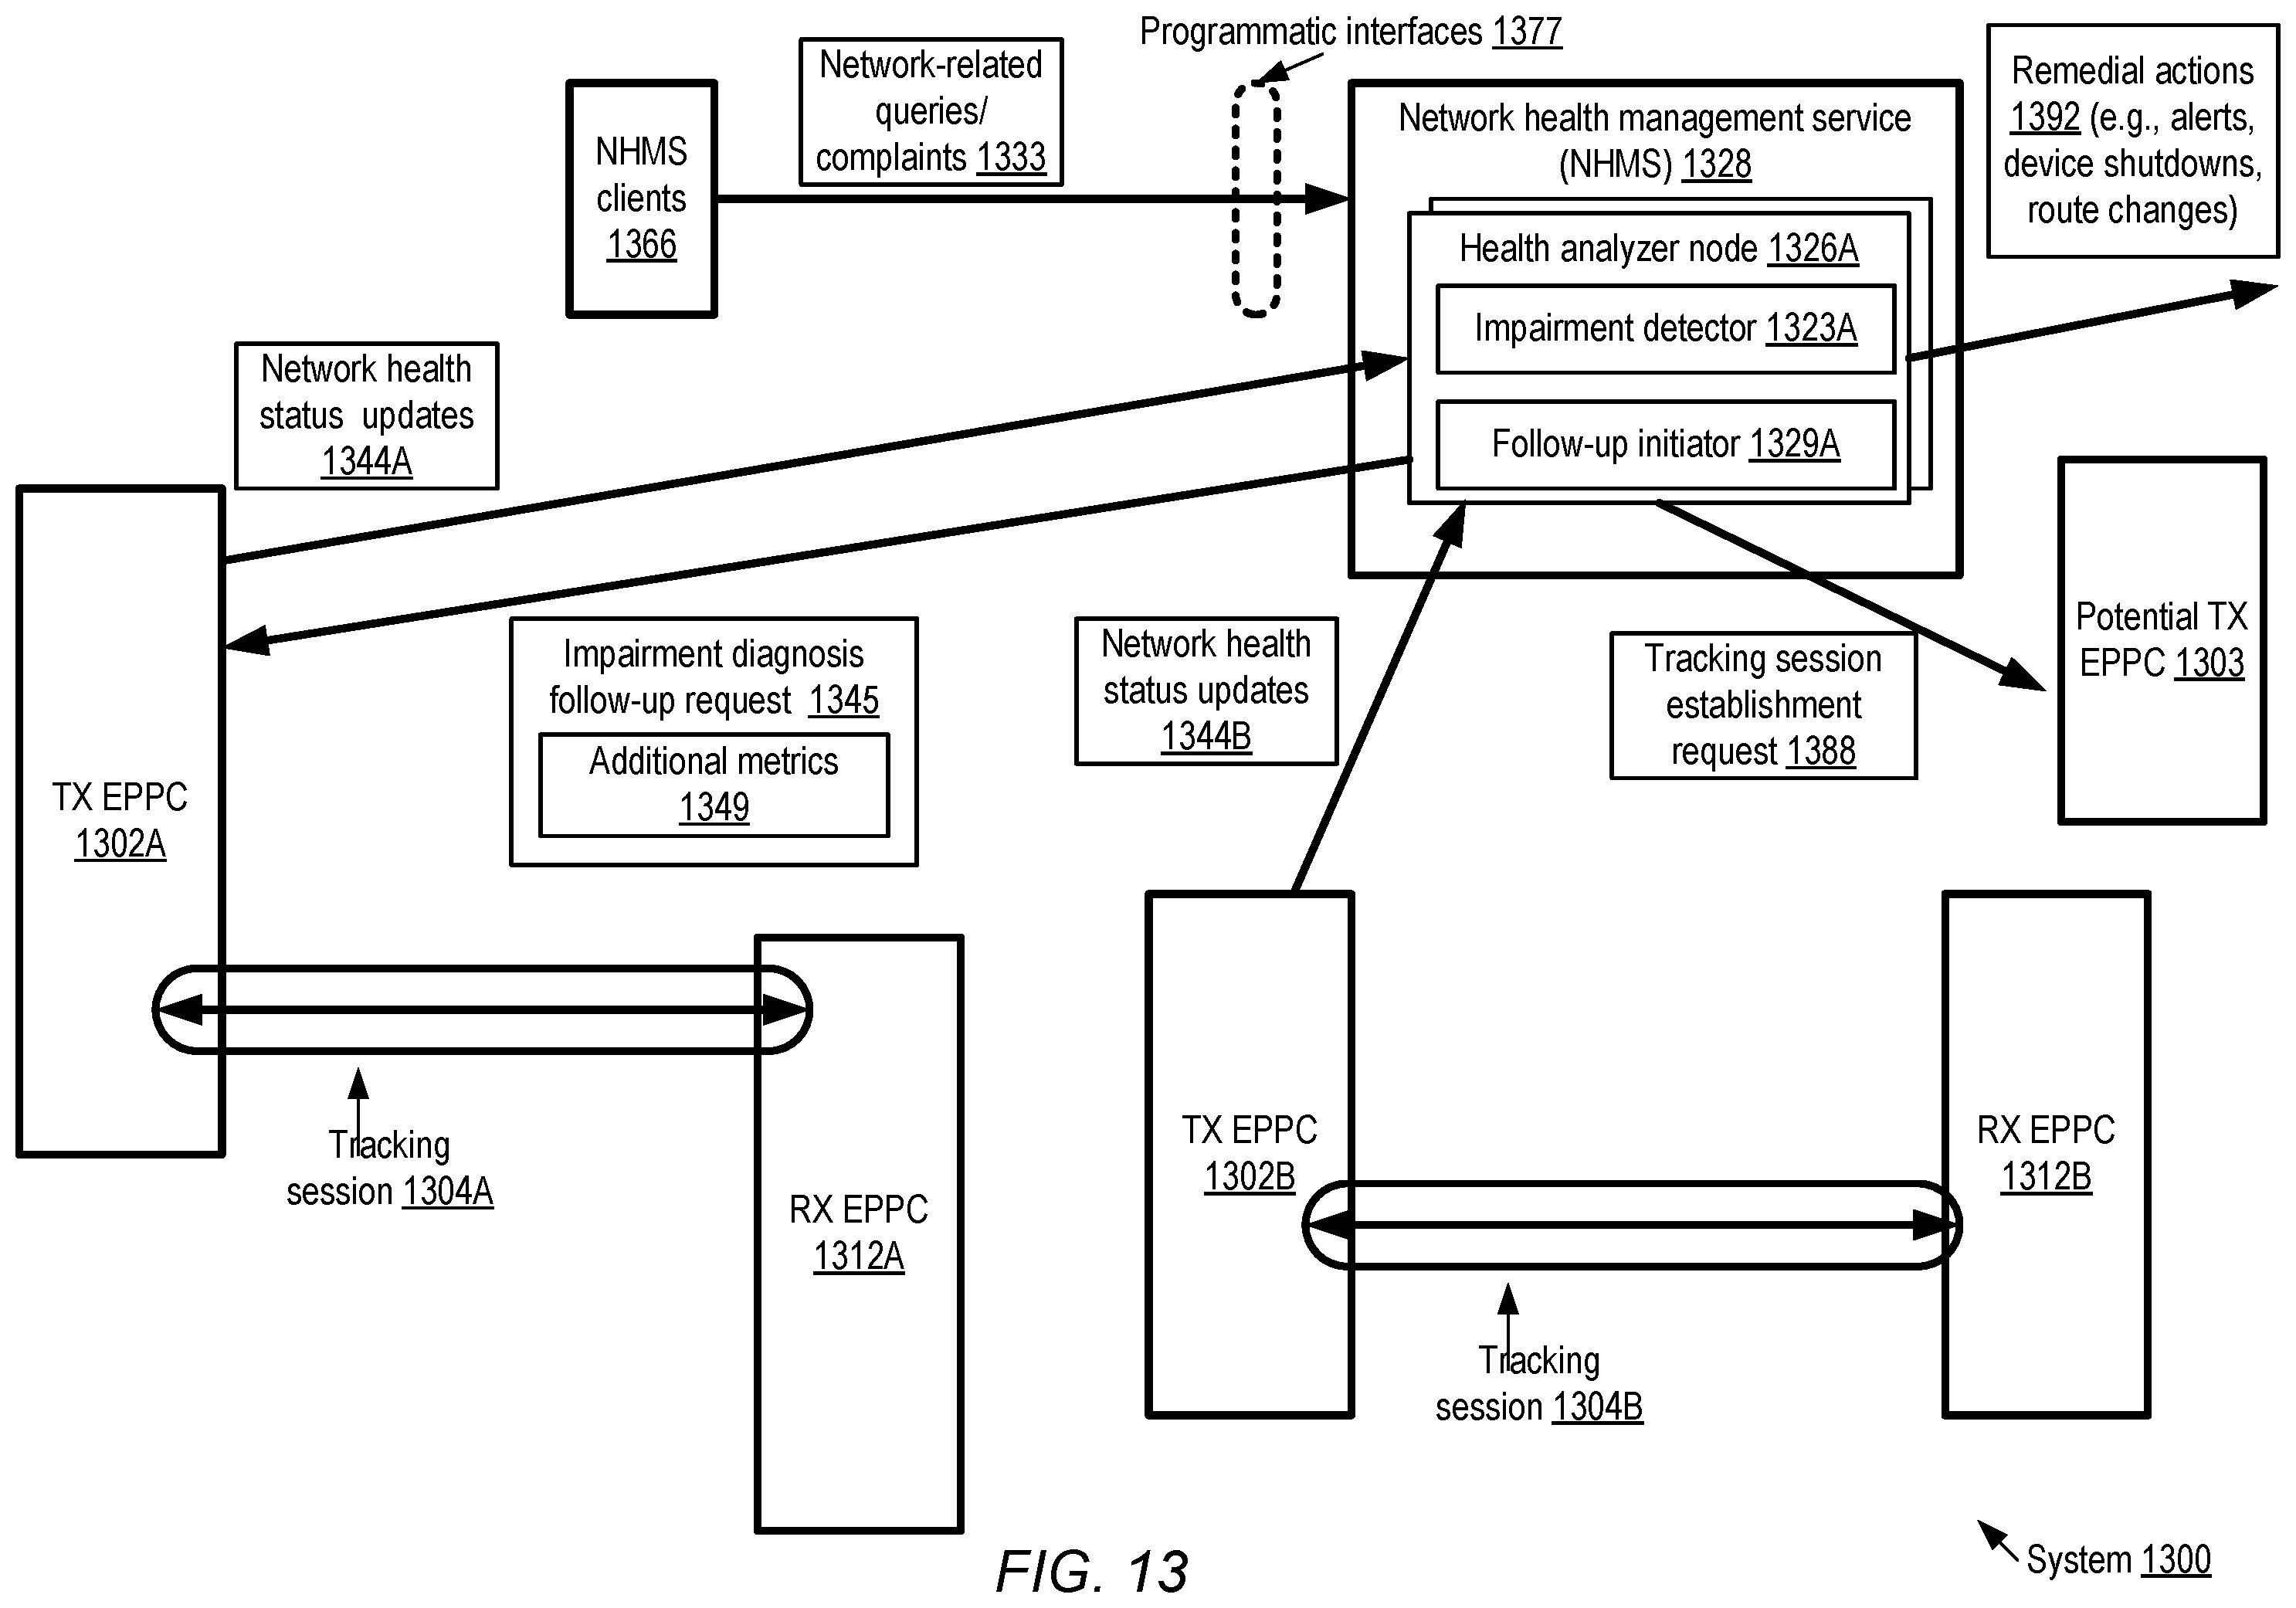 Programmatic interfaces 1377
Network-related
queries/
complaints 1333
NHMS
clients
1366
Network health management service
(NHMS) 1328
Health analyzer node 1326A
Impairment detector 1323A
Follow-up initiator 1329A
Remedial actions
1392 (e.g., alerts,
device shutdowns,
route changes)
Network health
status updates
1344A
Impairment diagnosis
follow-up request 1345
Additional metrics
1349
Network health
status updates
1344B
Tracking session
establishment
request 1388
Potential TX
EPPC 1303
TX EPPC
1302A
Tracking
session 1304A
RX EPPC
1312A
TX EPPC
1302B
RX EPPC
1312B
Tracking
session 1304B
FIG. 13
System 1300